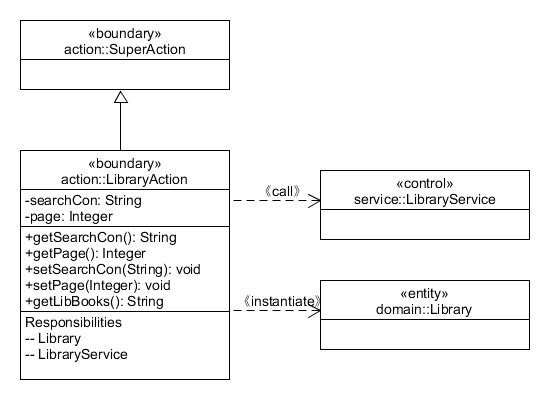 «boundary»
action::SuperAction
«boundary»
action::LibraryAction
-searchCon: String
-page: Integer
+getSearchCon(): String
+getPage(): Integer
+setSearchCon(String): void
+setPage(Integer): void
+getLibBooks(): String
Responsibilities
-- Library
-- LibraryService
《call》
«control»
service::LibraryService
《instantiate》
«entity»
domain::Library